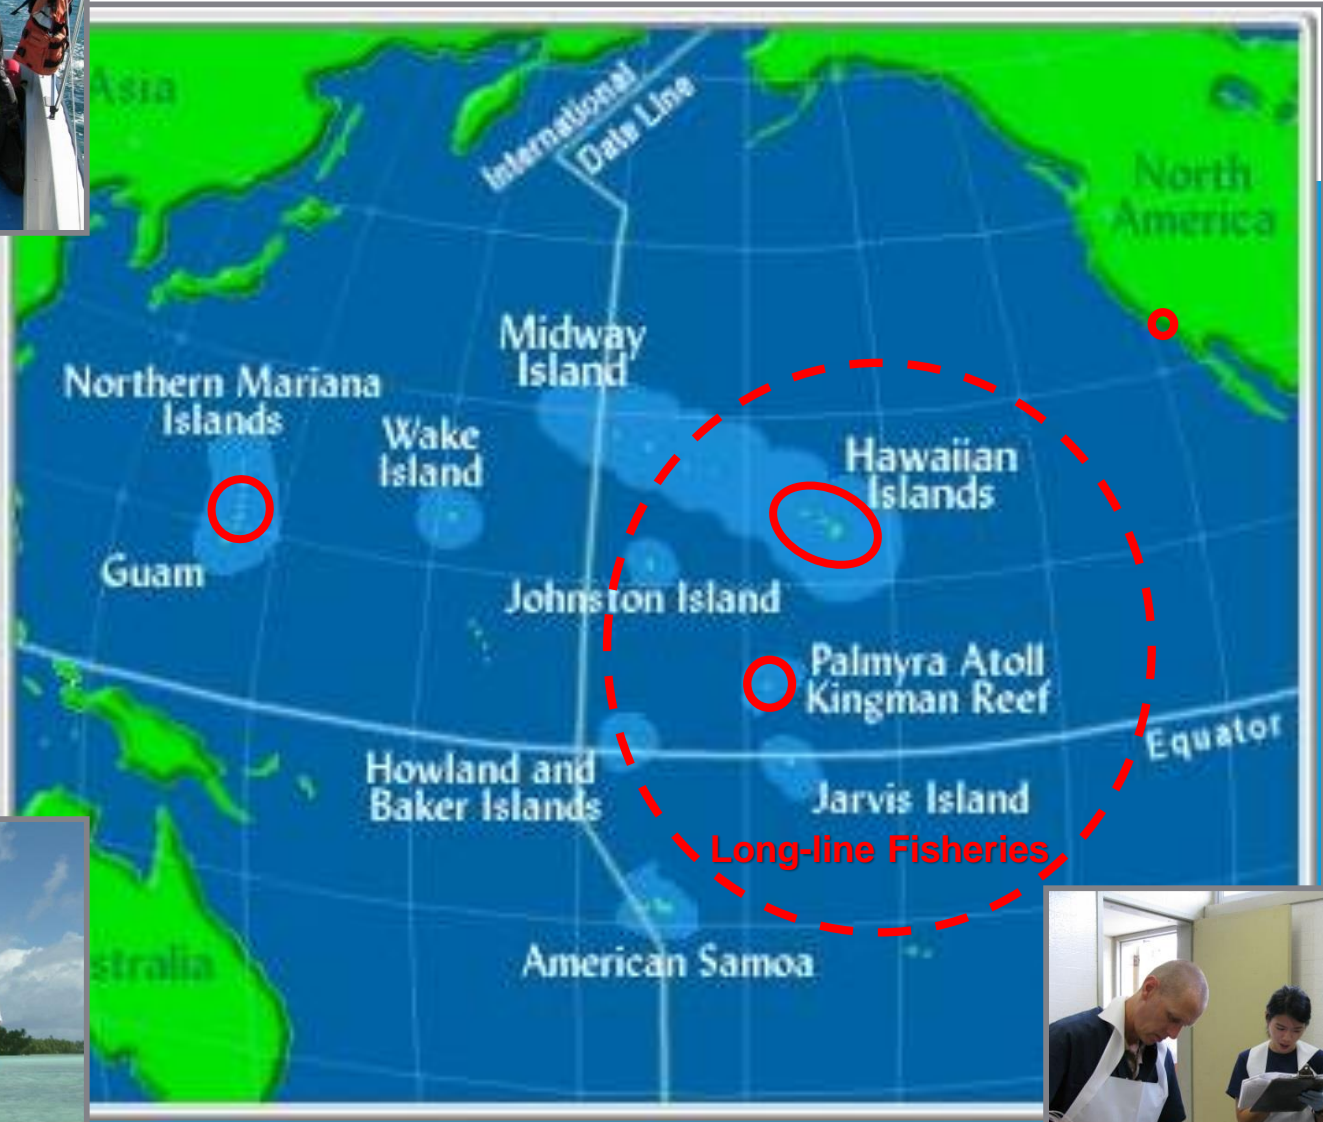 Asia
International
Date Line
North
America
Midway
Island
Northern Mariana
Islands
Wake
Island
Hawaiian
Islands
Guam
Johnston Island
Palmyra Atoll
Kingman Reef
Equator
Howland and
Baker Islands
Jarvis Island
Long-line Fisheries
stralia
American Samoa